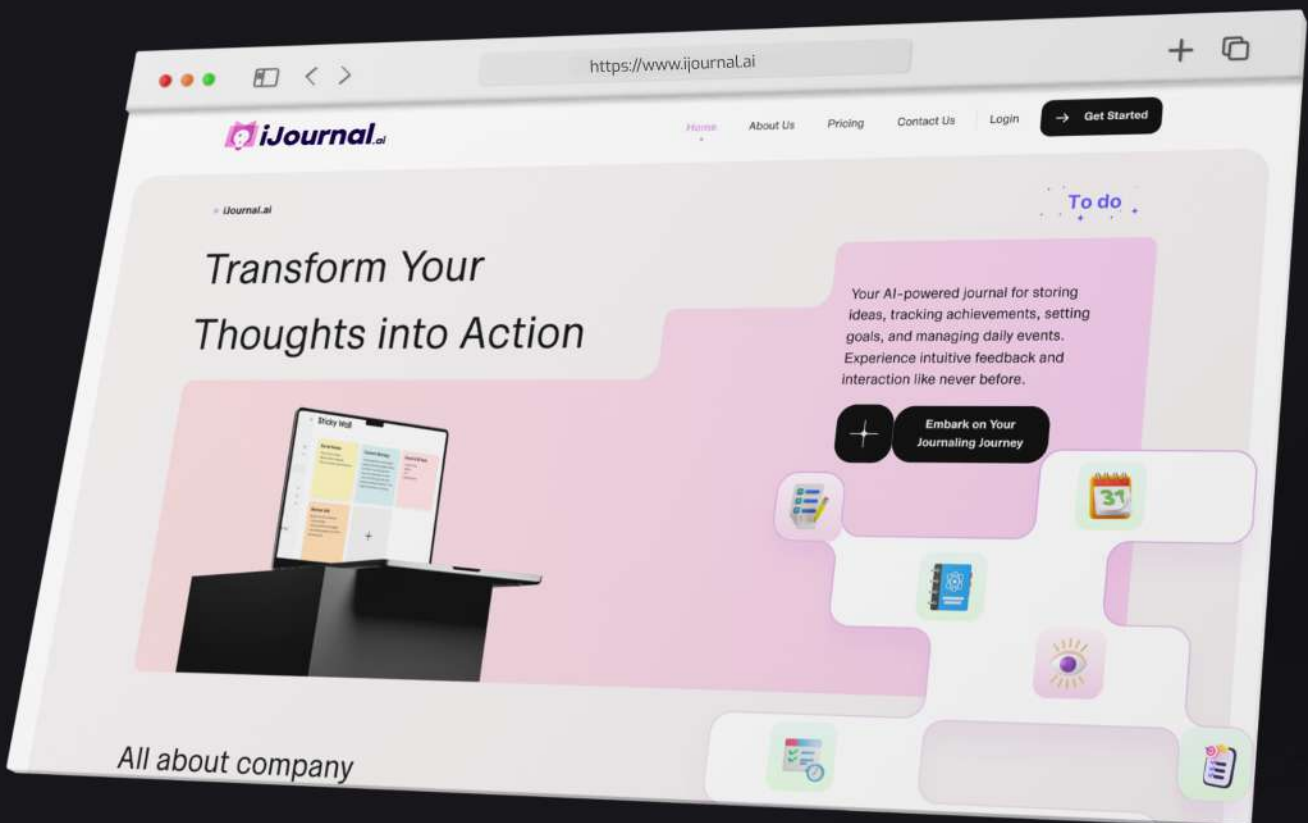 https://www.ijournal.ai
iJournal.ai
Home
About Us
Pricing
Contact Us
Login
→ Get Started
iJournal.ai
To do
Transform Your
Thoughts into Action
Your AI-powered journal for storing
ideas, tracking achievements, setting
goals, and managing daily events.
Experience intuitive feedback and
interaction like never before.
Embark on Your
Journaling Journey
Sticky Wall
31
All about company